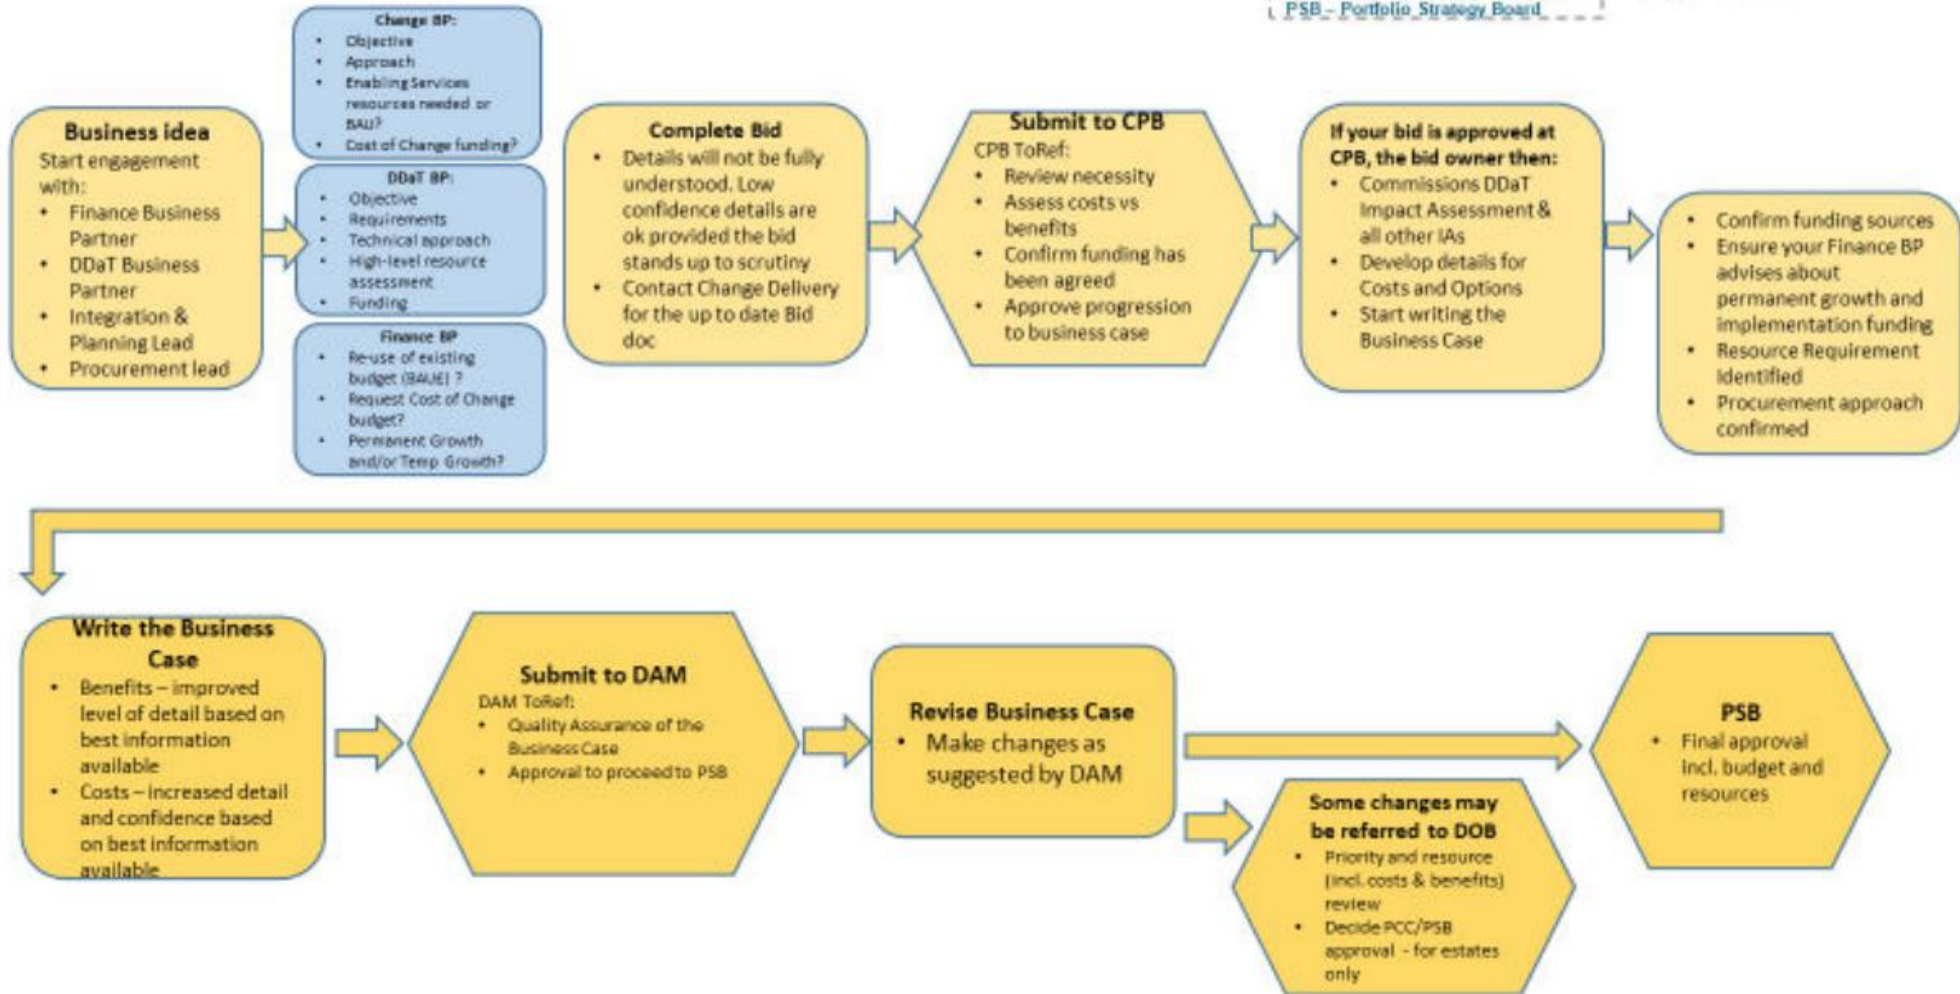 PSB – Portfolio Strategy Board
Change BP:
• Objective
• Approach
• Enabling Services
resources needed or
BAU?
• Cost of Change funding?
Business idea
Start engagement
with:
• Finance Business
Partner
• DDaT Business
Partner
• Integration &
Planning Lead
• Procurement lead
DDaT BP:
• Objective
• Requirements
• Technical approach
• High-level resource
assessment
• Funding
Finance BP
• Re-use of existing
budget (BAUE) ?
• Request Cost of Change
budget?
• Permanent Growth
and/or Temp Growth?
Complete Bid
• Details will not be fully
understood. Low
confidence details are
ok provided the bid
stands up to scrutiny
• Contact Change Delivery
for the up to date Bid
doc
Submit to CPB
CPB ToRef:
• Review necessity
• Assess costs vs
benefits
• Confirm funding has
been agreed
• Approve progression
to business case
If your bid is approved at
CPB, the bid owner then:
• Commissions DDaT
Impact Assessment &
all other IAs
• Develop details for
Costs and Options
• Start writing the
Business Case
• Confirm funding sources
• Ensure your Finance BP
advises about
permanent growth and
implementation funding
• Resource Requirement
Identified
• Procurement approach
confirmed
Write the Business
Case
• Benefits – improved
level of detail based on
best information
available
• Costs – increased detail
and confidence based
on best information
available
Submit to DAM
DAM ToRef:
• Quality Assurance of the
Business Case
• Approval to proceed to PSB
Revise Business Case
• Make changes as
suggested by DAM
Some changes may
be referred to DOB
• Priority and resource
(incl. costs & benefits)
review
• Decide PCC/PSB
approval - for estates
only
PSB
• Final approval
incl. budget and
resources